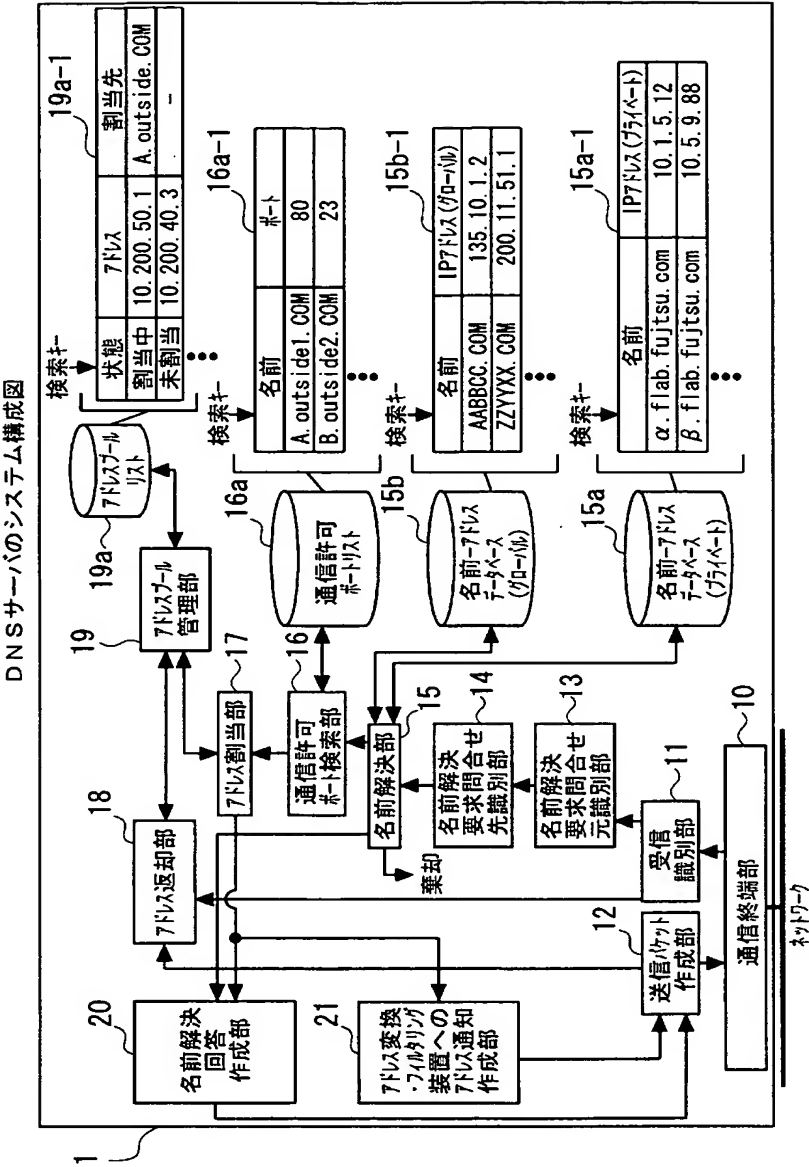 DNSサーバのシステム構成図
1
検索キー
19a-1
状態 アドレス 割当先
割当中 10.200.50.1 A.outside.COM
未割当 10.200.40.3 -
•••
検索キー
16a-1
名前 ポート
A.outside1.COM 80
B.outside2.COM 23
•••
検索キー
15b-1
名前 IPアドレス(グローバル)
AABBCC.COM 135.10.1.2
ZZYYXX.COM 200.11.51.1
•••
検索キー
15a-1
名前 IPアドレス(プライベート)
α.flab.fujitsu.com 10.1.5.12
β.flab.fujitsu.com 10.5.9.88
•••
19a
アドレスプール
リスト
16a
通信許可
ポートリスト
15b
名前-アドレス
データベース
(グローバル)
15a
名前-アドレス
データベース
(プライベート)
19
アドレスプール
管理部
17
アドレス割当部
16
通信許可
ポート検索部
15
名前解決部
棄却
14
名前解決
要求問合せ
先識別部
13
名前解決
要求問合せ
元識別部
18
アドレス返却部
11
受信
識別部
12
送信パケット
作成部
10
通信終端部
ネットワーク
20
名前解決
回答
作成部
21
アドレス変換
・フィルタリング
装置への
アドレス通知
作成部